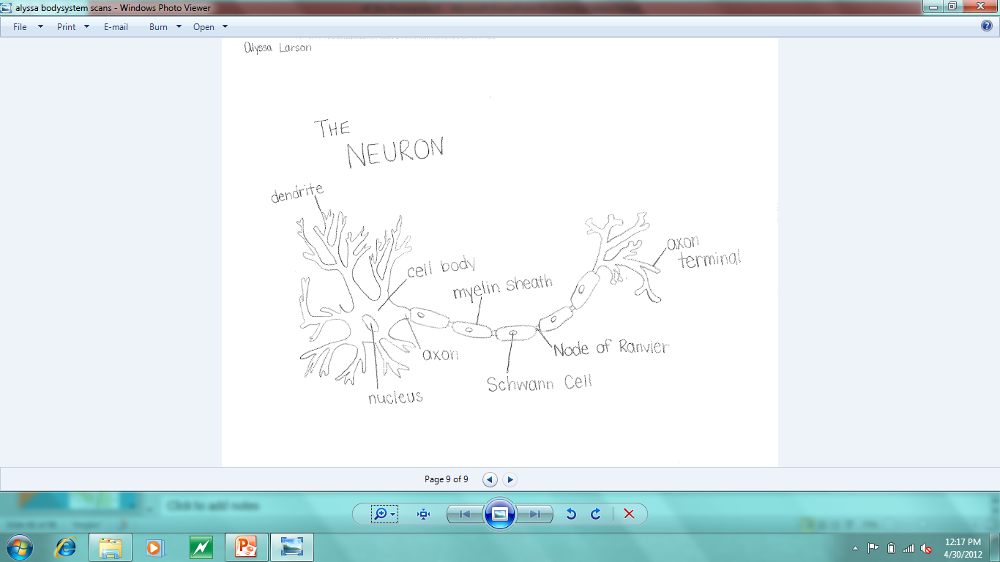 alyssa bodysystem scans - Windows Photo Viewer
File Print E-mail Burn Open
Alyssa Larson
THE
NEURON
dendrite
cell body
myelin sheath
axon
terminal
axon
Node of Ranvier
Schwann Cell
nucleus
Page 9 of 9
Click to add notes
12:17 PM
4/30/2012